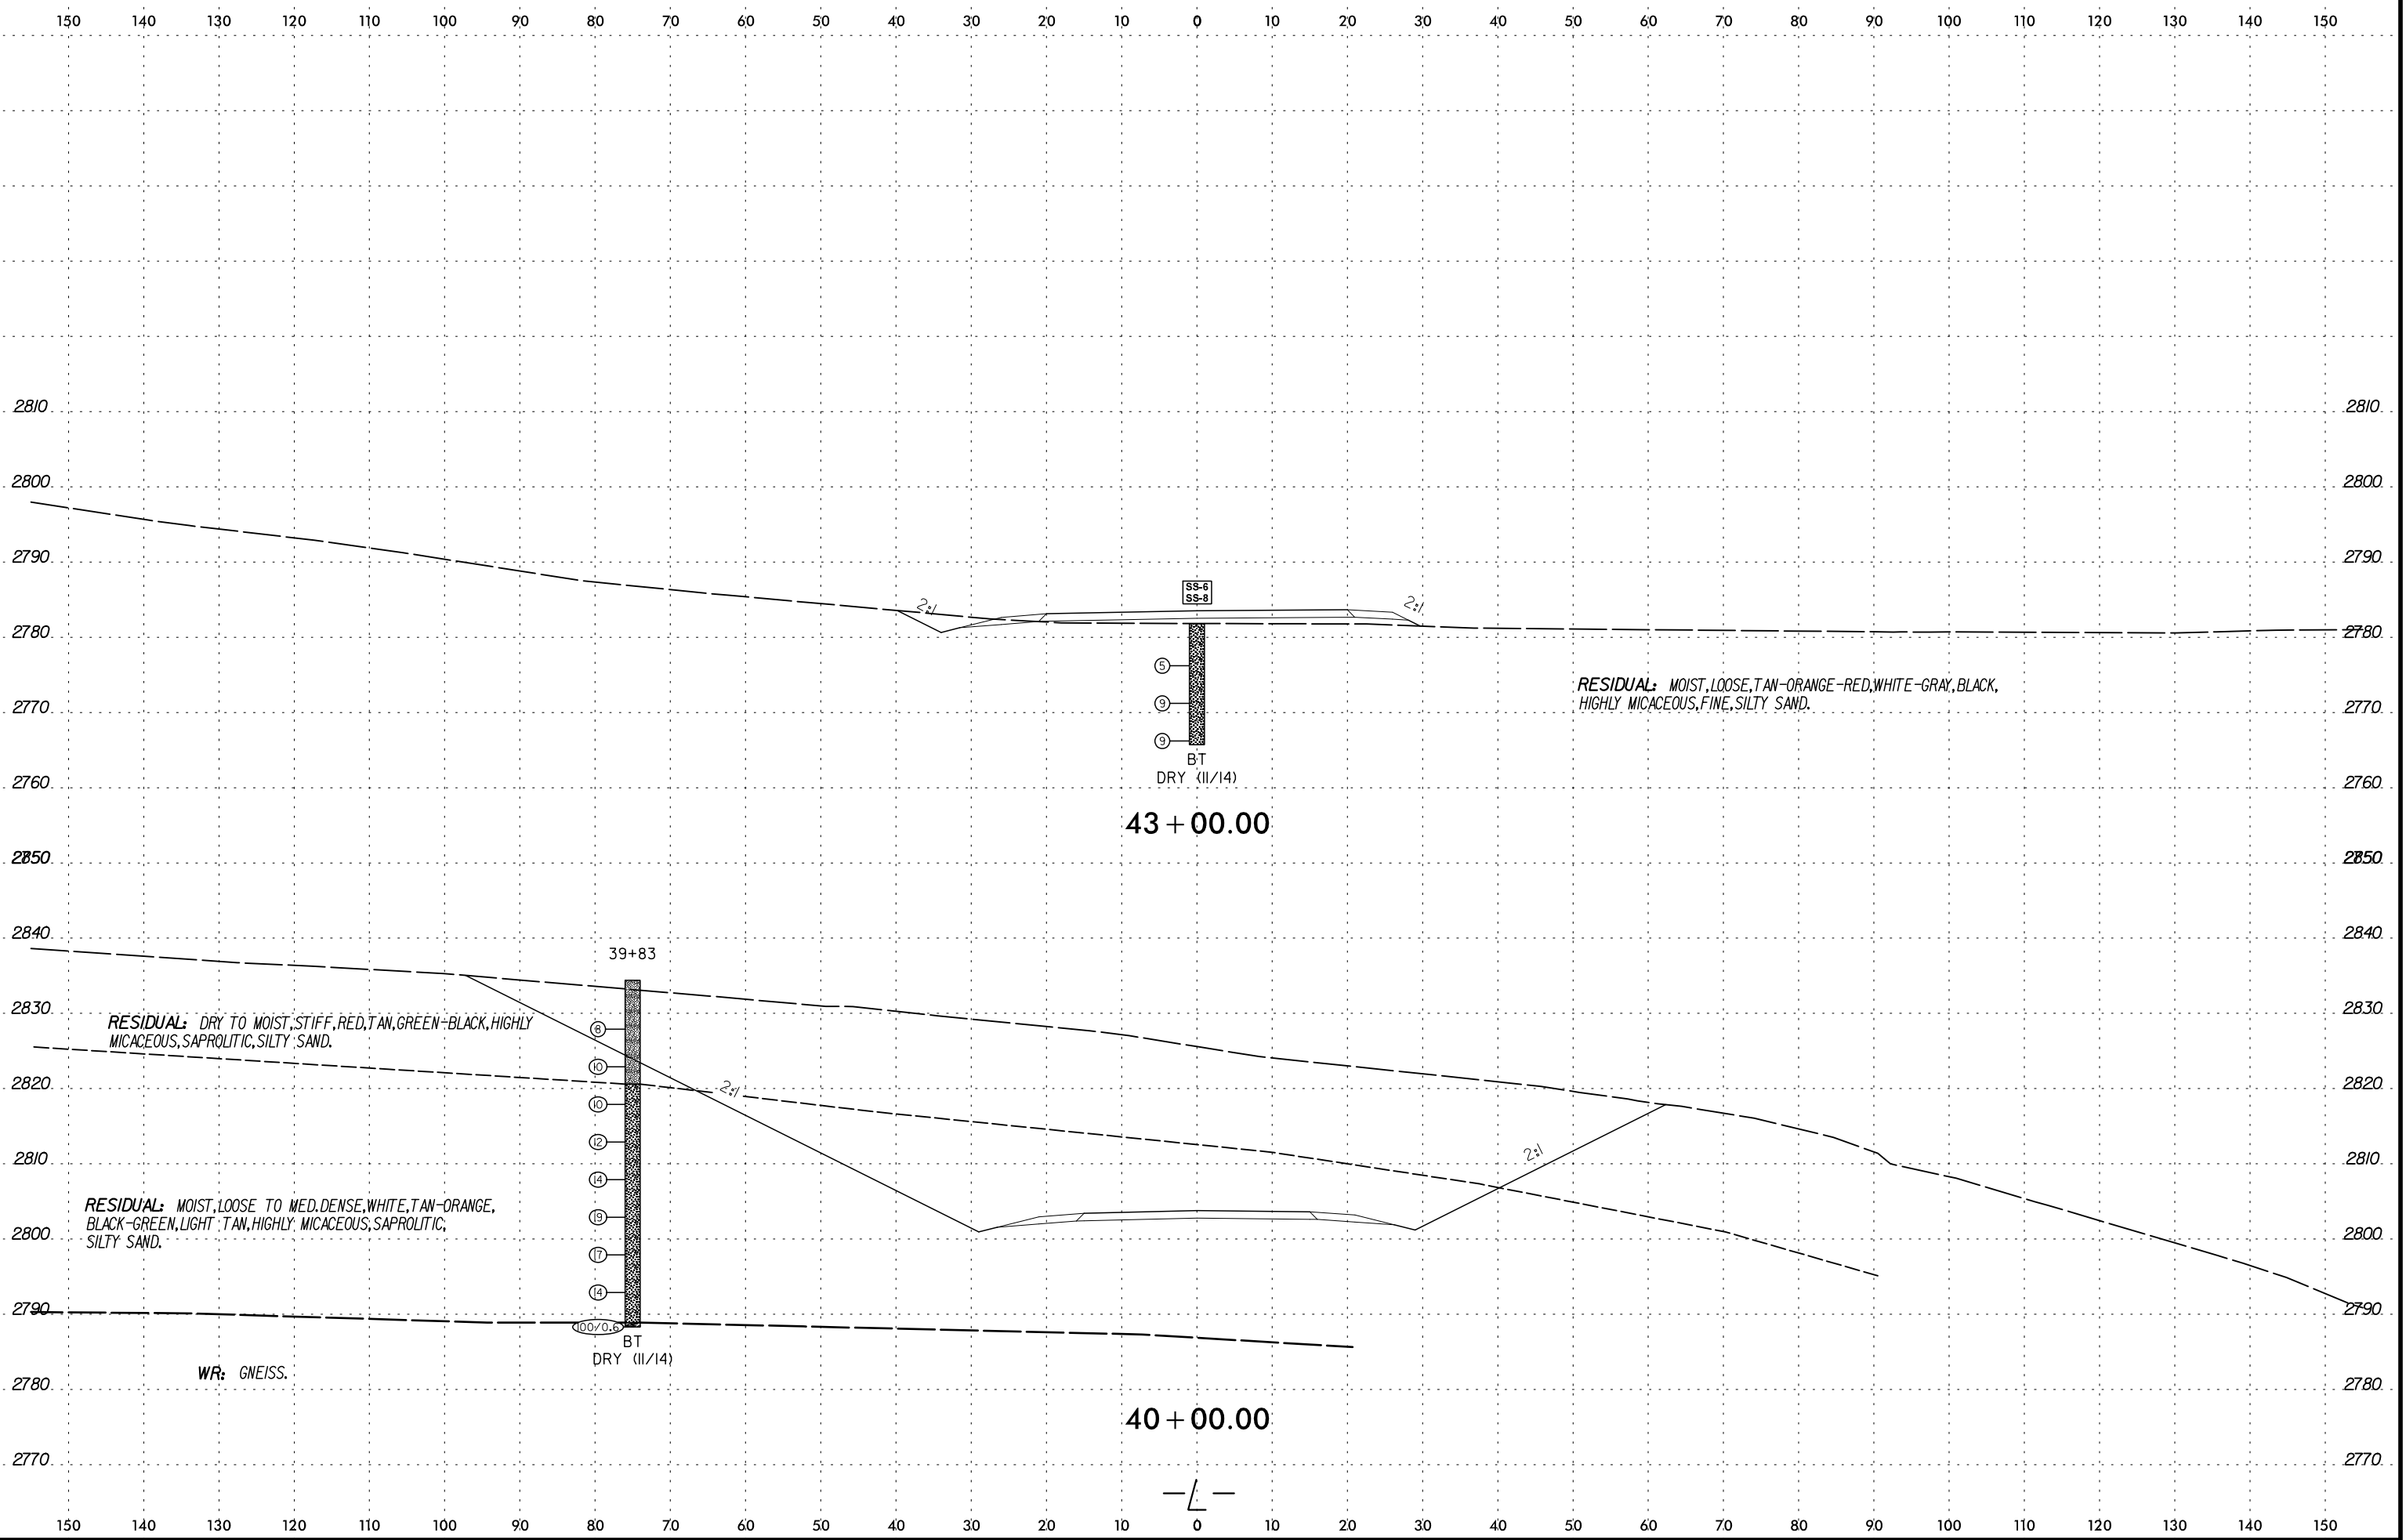 150 140 130 120 110 100 90 80 70 60 50 40 30 20 10 0 10 20 30 40 50 60 70 80 90 100 110 120 130 140 150
2810 2810
2800 2800
2790 2790
SS-6
SS-8
2:1 2:1
2780 2780
5
RESIDUAL: MOIST,LOOSE,TAN-ORANGE-RED,WHITE-GRAY,BLACK,
HIGHLY MICACEOUS,FINE,SILTY SAND.
9
2770 2770
9
BT
DRY (11/14)
2760 2760
43+00.00
2850 2850
2840 2840
39+83
2830 2830
RESIDUAL: DRY TO MOIST,STIFF,RED,TAN,GREEN-BLACK,HIGHLY
MICACEOUS,SAPROLITIC,SILTY SAND.
8
10
2820 2820
2:1
10
12
2:1
2810 2810
14
RESIDUAL: MOIST,LOOSE TO MED.DENSE,WHITE,TAN-ORANGE,
BLACK-GREEN,LIGHT TAN,HIGHLY MICACEOUS,SAPROLITIC,
SILTY SAND.
19
2800 2800
17
14
2790 2790
100/0.6
BT
DRY (11/14)
WR: GNEISS.
2780 2780
40+00.00
2770 2770
-L-
150 140 130 120 110 100 90 80 70 60 50 40 30 20 10 0 10 20 30 40 50 60 70 80 90 100 110 120 130 140 150